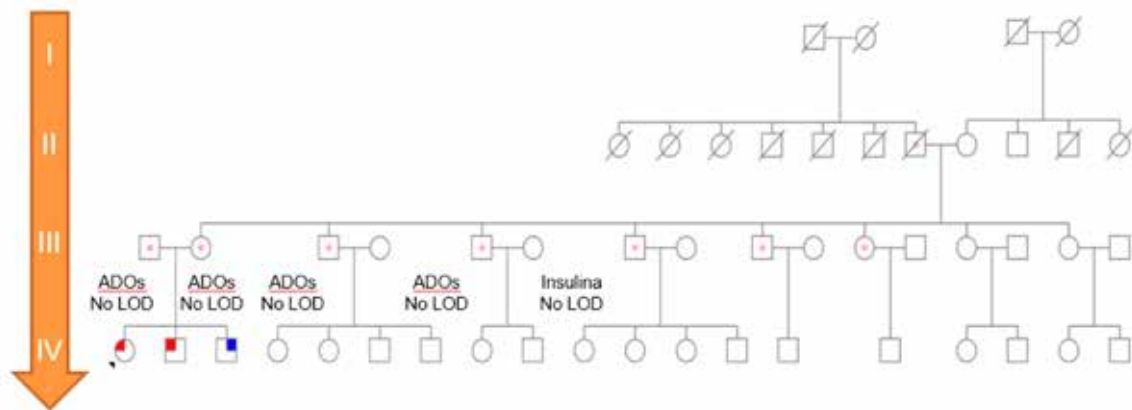 I
II
III
ADOs
No LOD
ADOs
No LOD
ADOs
No LOD
ADOs
No LOD
Insulina
No LOD
IV